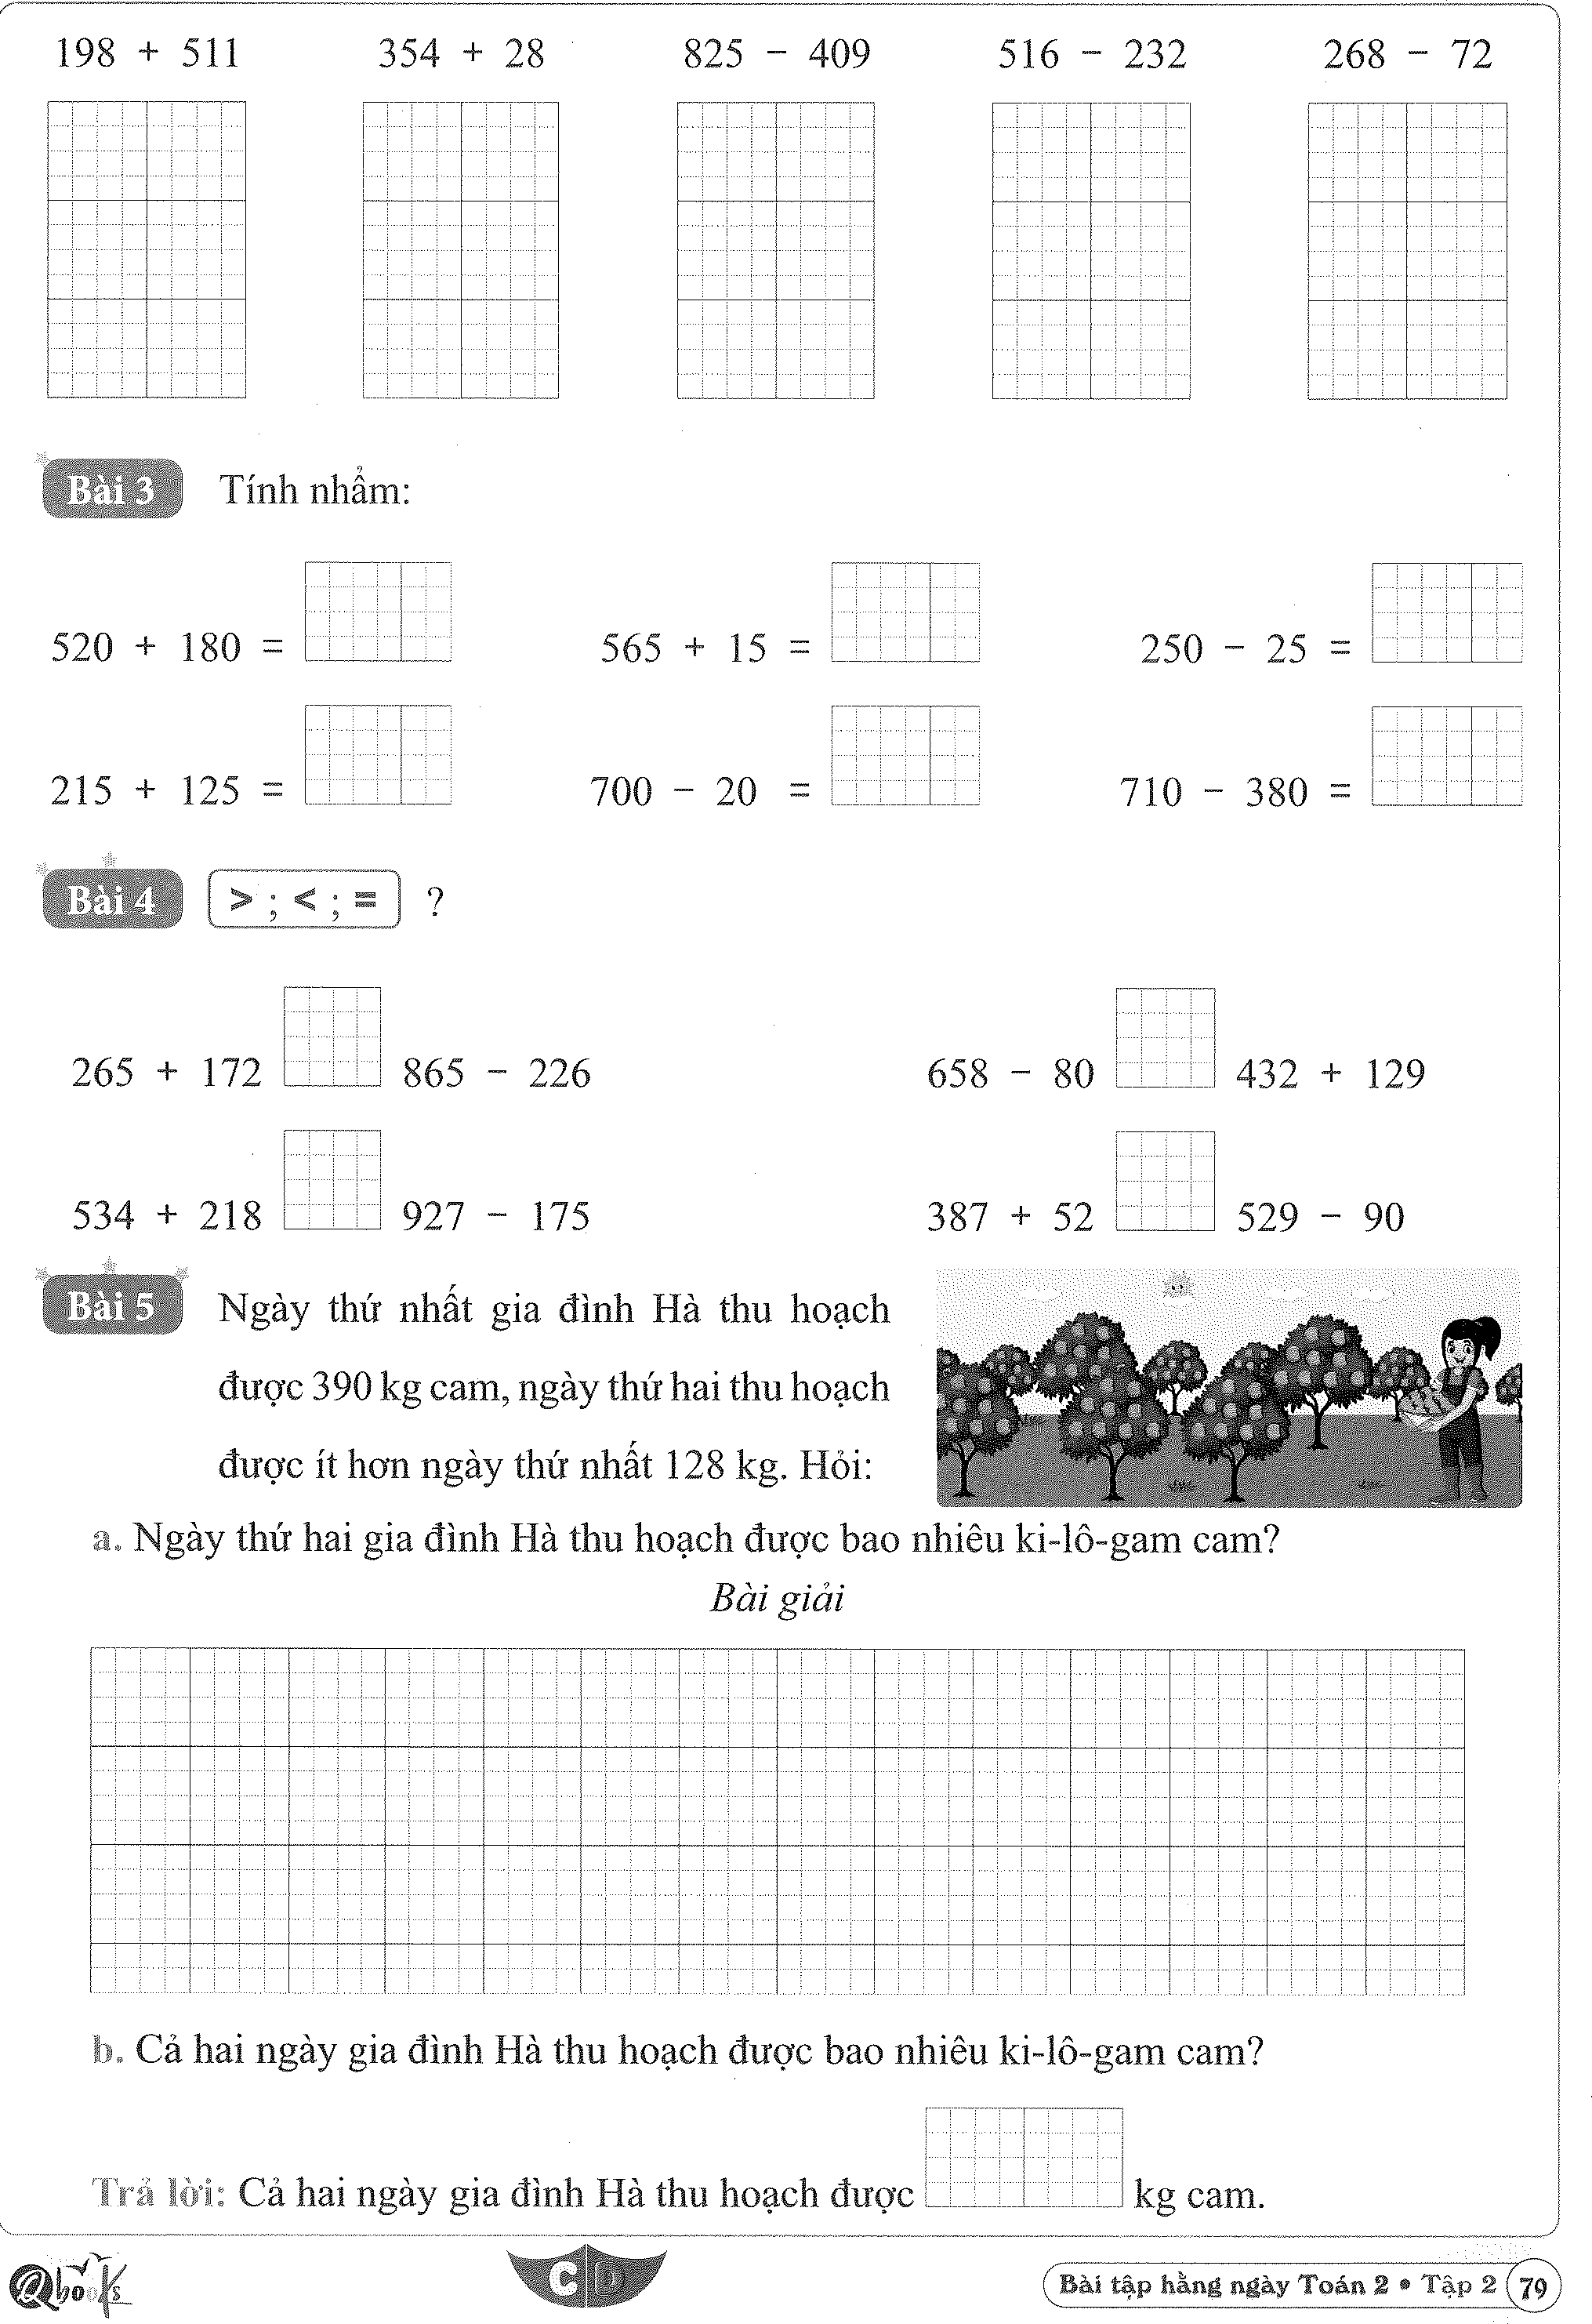 198 + 511 354 + 28 825 − 409 516 − 232 268 − 72
Bài 3 Tính nhẩm:
520 + 180 = 565 + 15 = 250 − 25 =
215 + 125 = 700 − 20 = 710 − 380 =
Bài 4 > ; < ; = ?
265 + 172 865 − 226 658 − 80 432 + 129
534 + 218 927 − 175 387 + 52 529 − 90
Bài 5 Ngày thứ nhất gia đình Hà thu hoạch
được 390 kg cam, ngày thứ hai thu hoạch
được ít hơn ngày thứ nhất 128 kg. Hỏi:
a. Ngày thứ hai gia đình Hà thu hoạch được bao nhiêu ki-lô-gam cam?
Bài giải
b. Cả hai ngày gia đình Hà thu hoạch được bao nhiêu ki-lô-gam cam?
Trả lời: Cả hai ngày gia đình Hà thu hoạch được kg cam.
Qbooks CD Bài tập hằng ngày Toán 2 • Tập 2 79